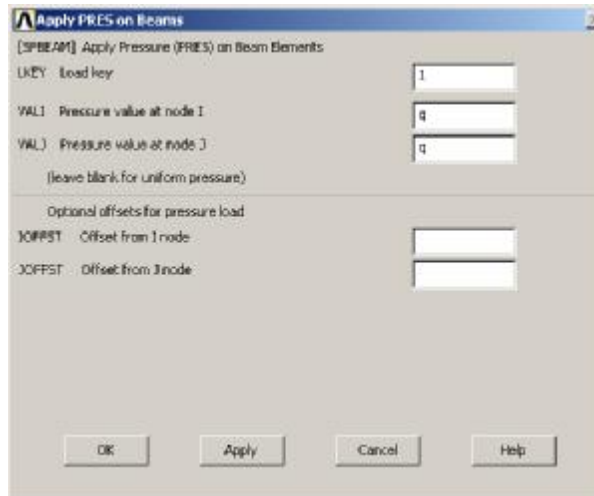 Apply PRES on Beams
[SFBEAM] Apply Pressure (PRES) on Beam Elements
LKEY Load key
1
VALI Pressure value at node I
q
VALJ Pressure value at node J
q
(leave blank for uniform pressure)
Optional offsets for pressure load
IOFFST Offset from I node
JOFFST Offset from J node
OK Apply Cancel Help